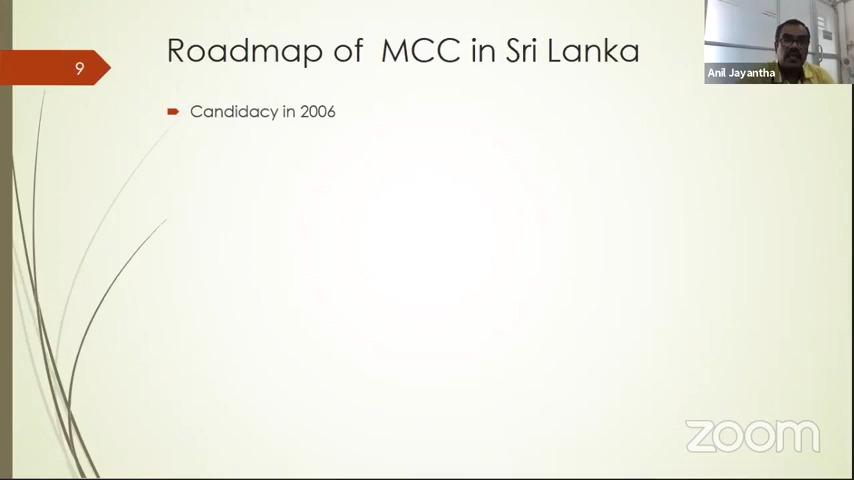 9
Roadmap of MCC in Sri Lanka
Anil Jayantha
Candidacy in 2006
zoom